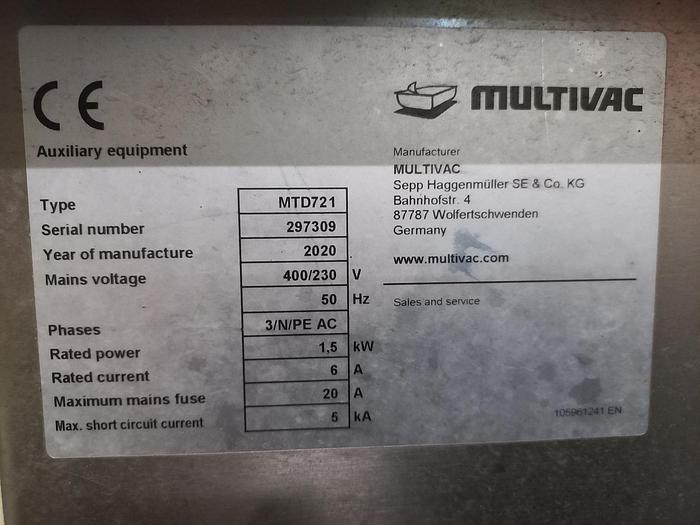 CE
MULTIVAC
Auxiliary equipment
Type MTD721
Serial number 297309
Year of manufacture 2020
Mains voltage 400/230 V
50 Hz
Phases 3/N/PE AC
Rated power 1,5 kW
Rated current 6 A
Maximum mains fuse 20 A
Max. short circuit current 5 kA
Manufacturer
MULTIVAC
Sepp Haggenmüller SE & Co. KG
Bahnhofstr. 4
87787 Wolfertschwenden
Germany
www.multivac.com
Sales and service
105961241 EN